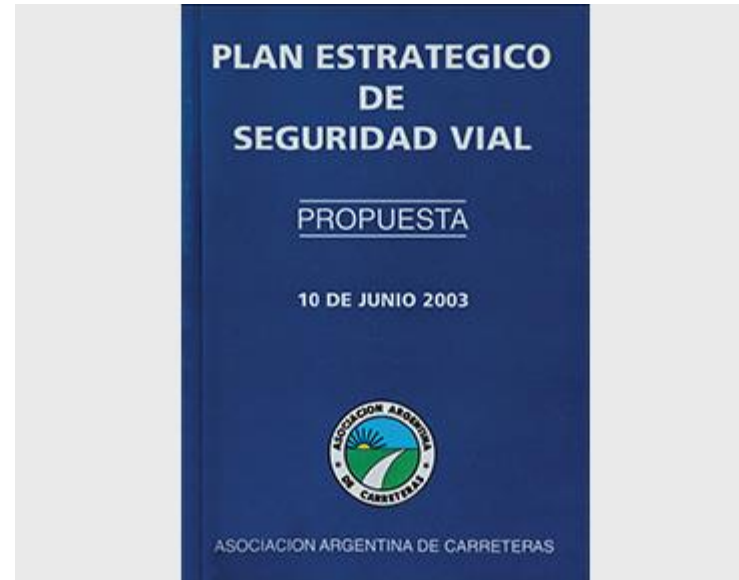 PLAN ESTRATEGICO
DE
SEGURIDAD VIAL
PROPUESTA
10 DE JUNIO 2003
ASOCIACION ARGENTINA
DE CARRETERAS
ASOCIACION ARGENTINA DE CARRETERAS